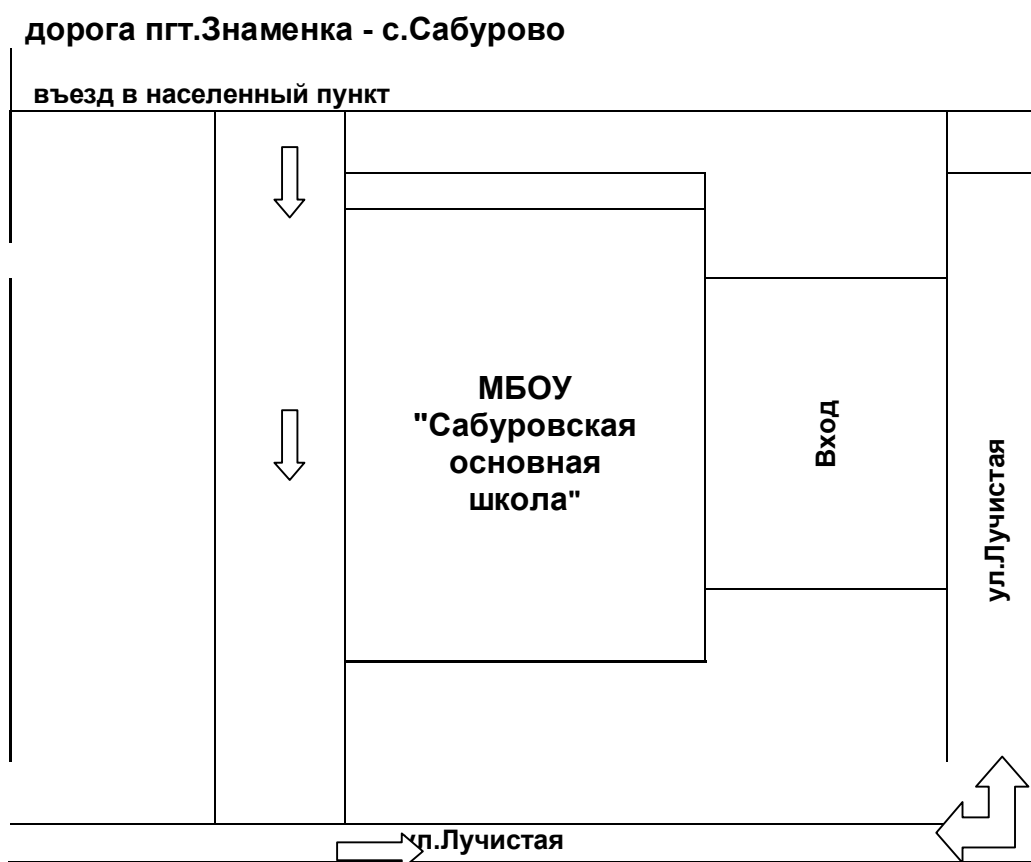 дорога пгт.Знаменка - с.Сабурово
въезд в населенный пункт
МБОУ
"Сабуровская
основная
школа"
Вход
ул.Лучистая
ул.Лучистая